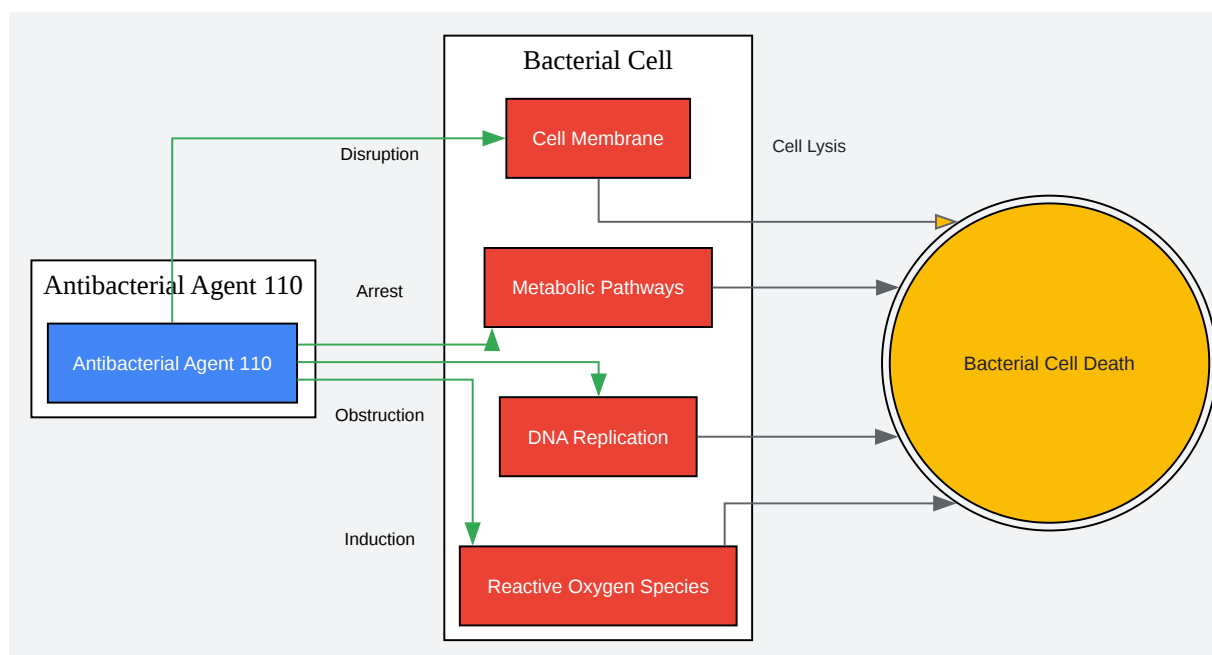 Bacterial Cell
Cell Membrane
Cell Lysis
Disruption
Antibacterial Agent 110
Arrest
Metabolic Pathways
Antibacterial Agent 110
Bacterial Cell Death
Obstruction
DNA Replication
Induction
Reactive Oxygen Species